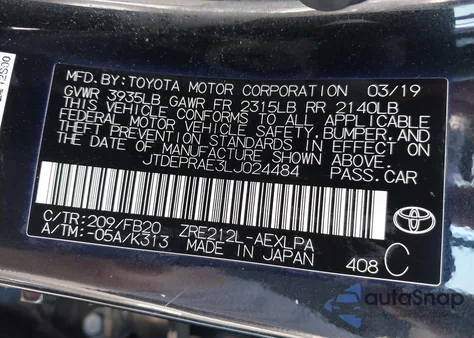 MFD. BY: TOYOTA MOTOR CORPORATION 03/19
GVWR 3935LB GAWR FR 2315LB RR 2140LB
THIS VEHICLE CONFORMS TO ALL APPLICABLE
FEDERAL MOTOR VEHICLE SAFETY, BUMPER, AND
THEFT PREVENTION STANDARDS IN EFFECT ON
THE DATE OF MANUFACTURE SHOWN ABOVE.
JTDEPRAE3LJ024484 PASS. CAR
C/TR: 209/FB20 ZRE212L-AEXLPA
A/TM: -05A/K313 MADE IN JAPAN
408 C
TOYOTA
autoSnap